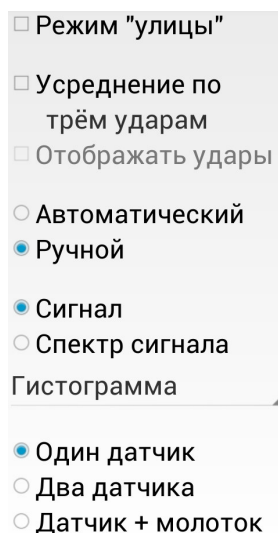 Режим "улицы"
Усреднение по
трём ударам
Отображать удары
Автоматический
Ручной
Сигнал
Спектр сигнала
Гистограмма
Один датчик
Два датчика
Датчик + молоток